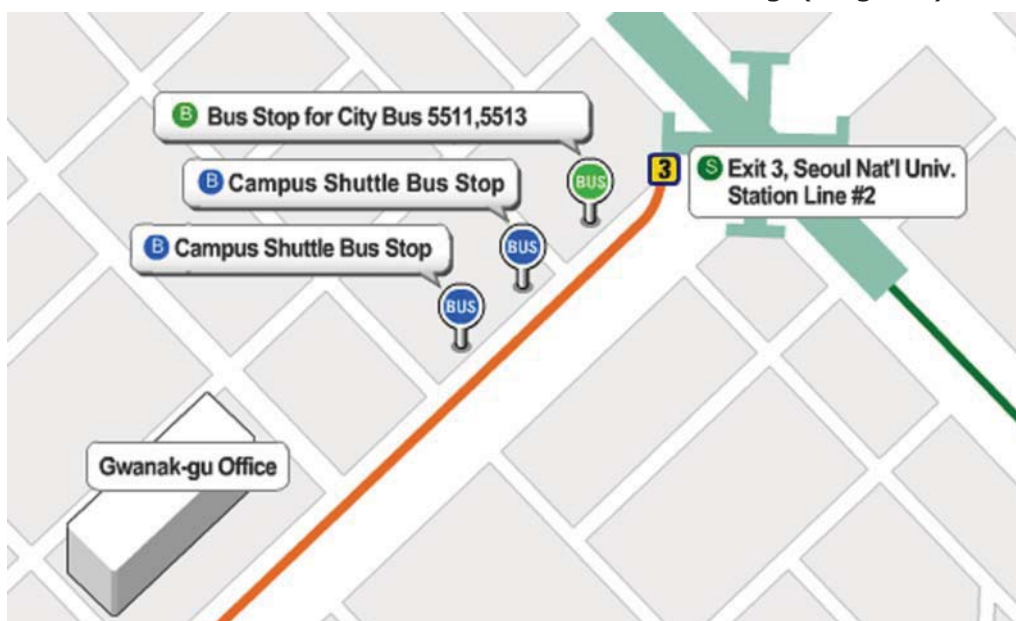 B Bus Stop for City Bus 5511,5513
BUS
3
S Exit 3, Seoul Nat'l Univ.
Station Line #2
B Campus Shuttle Bus Stop
BUS
B Campus Shuttle Bus Stop
BUS
Gwanak-gu Office